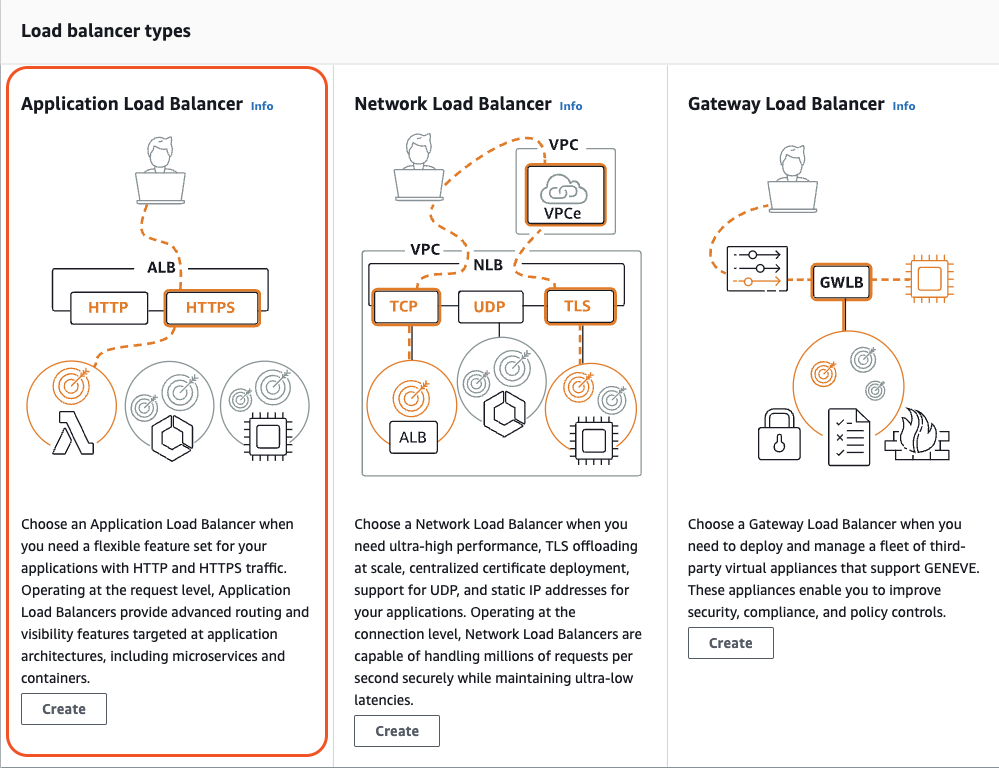 Load balancer types
Application Load Balancer Info
ALB
HTTP
HTTPS
Choose an Application Load Balancer when
you need a flexible feature set for your
applications with HTTP and HTTPS traffic.
Operating at the request level, Application
Load Balancers provide advanced routing and
visibility features targeted at application
architectures, including microservices and
containers.
Create
Network Load Balancer Info
VPC
VPCe
VPC
NLB
TCP
UDP
TLS
ALB
Choose a Network Load Balancer when you
need ultra-high performance, TLS offloading
at scale, centralized certificate deployment,
support for UDP, and static IP addresses for
your applications. Operating at the
connection level, Network Load Balancers are
capable of handling millions of requests per
second securely while maintaining ultra-low
latencies.
Create
Gateway Load Balancer Info
GWLB
Choose a Gateway Load Balancer when you
need to deploy and manage a fleet of third-
party virtual appliances that support GENEVE.
These appliances enable you to improve
security, compliance, and policy controls.
Create